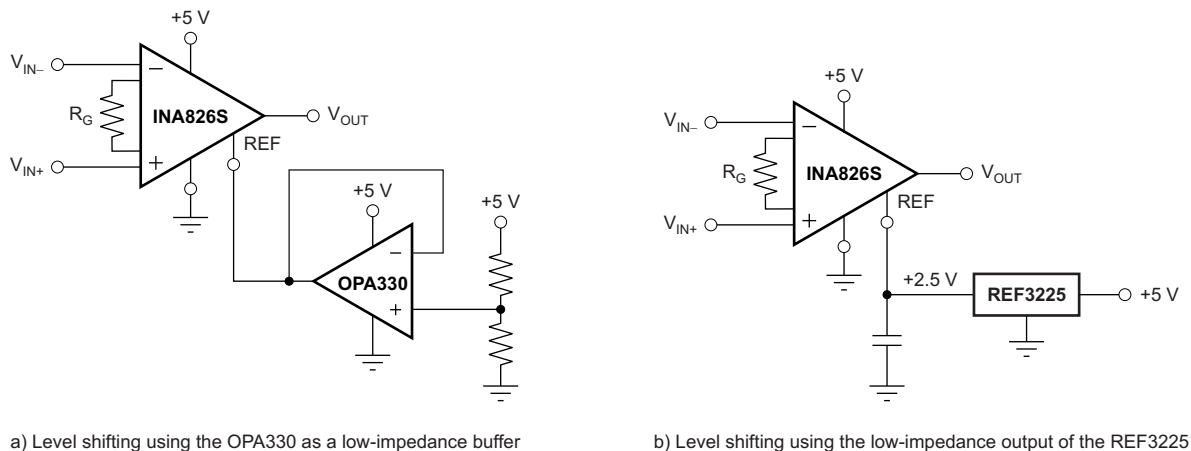 +5 V
V_IN–
−
R_G
INA826S
V_OUT
REF
V_IN+
+
+5 V
+5 V
−
OPA330
+
a) Level shifting using the OPA330 as a low-impedance buffer
+5 V
V_IN–
−
R_G
INA826S
V_OUT
REF
V_IN+
+
+2.5 V
REF3225
+5 V
b) Level shifting using the low-impedance output of the REF3225